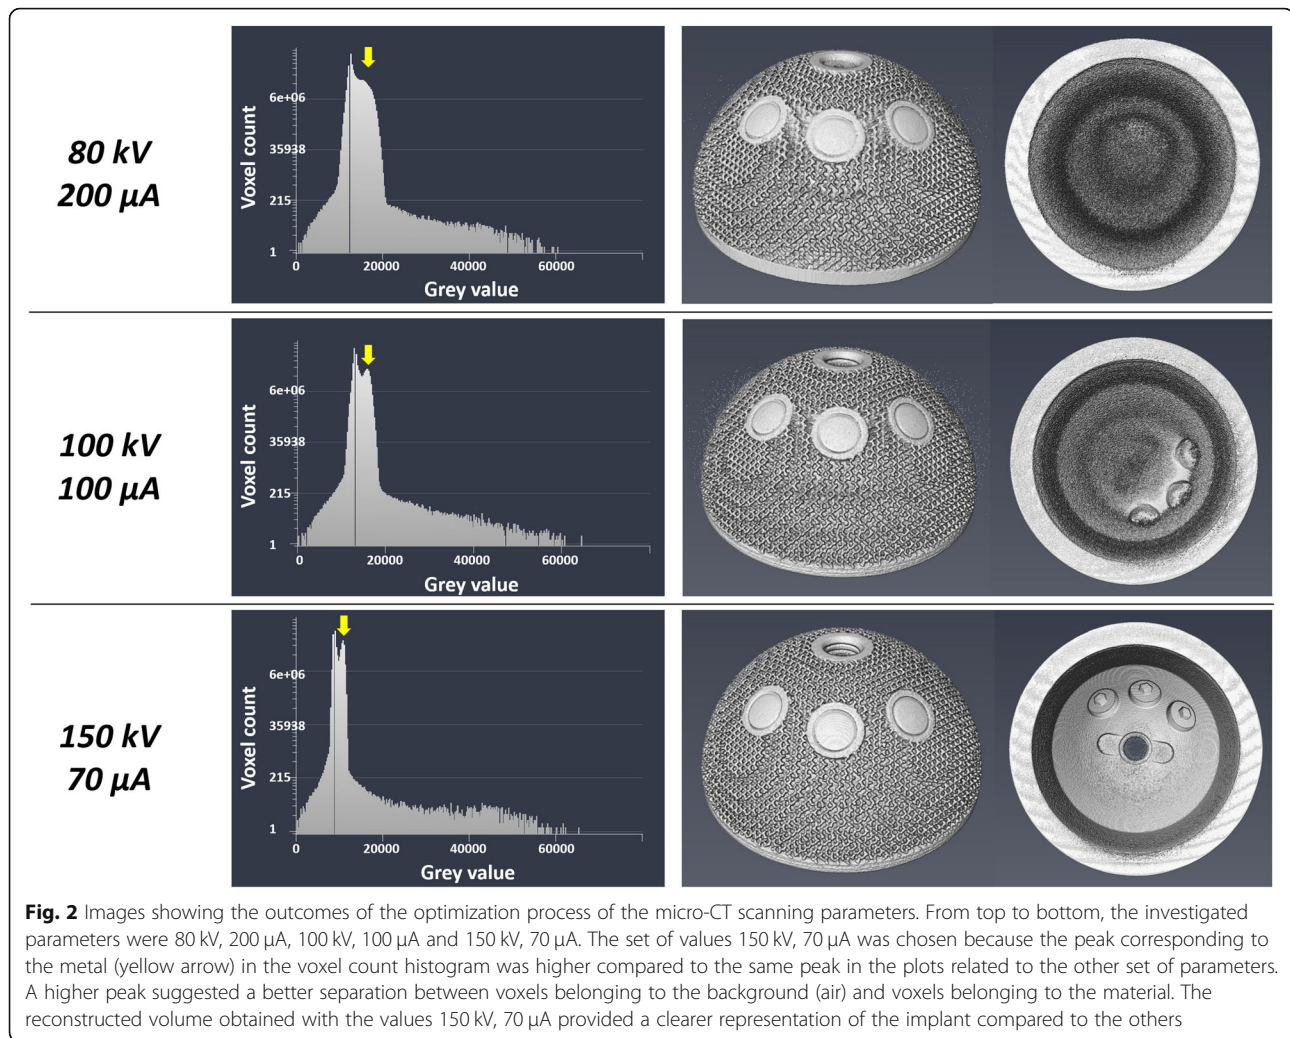 80 kV
200 µA
Voxel count
6e+06
35938
215
1
0
20000
40000
60000
Grey value
100 kV
100 µA
Voxel count
6e+06
35938
215
1
0
20000
40000
60000
Grey value
150 kV
70 µA
Voxel count
6e+06
35938
215
1
0
20000
40000
60000
Grey value
Fig. 2 Images showing the outcomes of the optimization process of the micro-CT scanning parameters. From top to bottom, the investigated
parameters were 80 kV, 200 µA, 100 kV, 100 µA and 150 kV, 70 µA. The set of values 150 kV, 70 µA was chosen because the peak corresponding to
the metal (yellow arrow) in the voxel count histogram was higher compared to the same peak in the plots related to the other set of parameters.
A higher peak suggested a better separation between voxels belonging to the background (air) and voxels belonging to the material. The
reconstructed volume obtained with the values 150 kV, 70 µA provided a clearer representation of the implant compared to the others